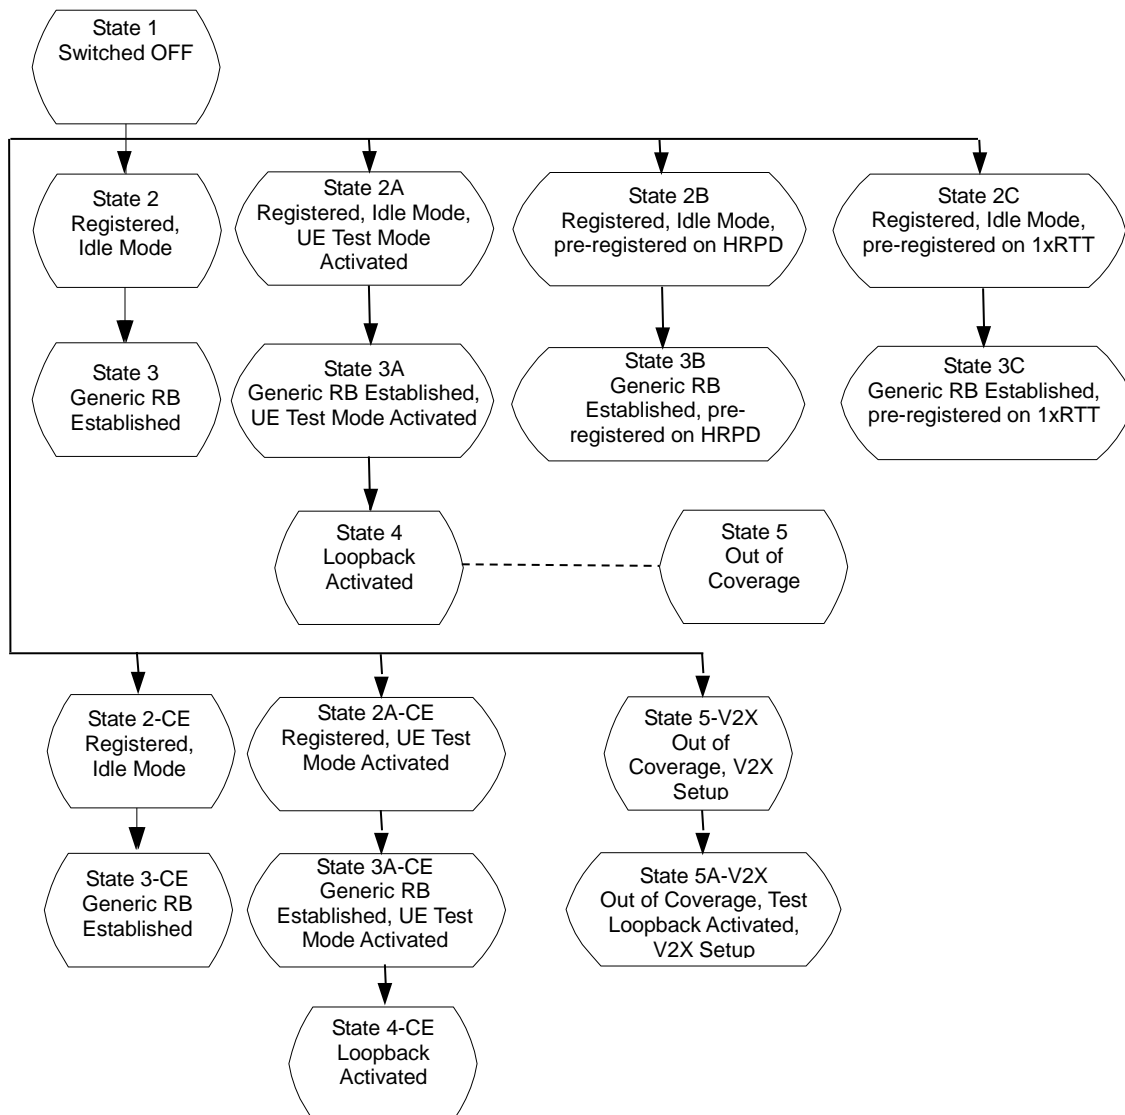 State 1
Switched OFF
State 2
Registered,
Idle Mode
State 2A
Registered, Idle Mode,
UE Test Mode
Activated
State 2B
Registered, Idle Mode,
pre-registered on HRPD
State 2C
Registered, Idle Mode,
pre-registered on 1xRTT
State 3
Generic RB
Established
State 3A
Generic RB Established,
UE Test Mode Activated
State 3B
Generic RB
Established, pre-
registered on HRPD
State 3C
Generic RB Established,
pre-registered on 1xRTT
State 4
Loopback
Activated
State 5
Out of
Coverage
State 2-CE
Registered,
Idle Mode
State 2A-CE
Registered, UE Test
Mode Activated
State 5-V2X
Out of
Coverage, V2X
Setup
State 3-CE
Generic RB
Established
State 3A-CE
Generic RB
Established, UE Test
Mode Activated
State 5A-V2X
Out of Coverage, Test
Loopback Activated,
V2X Setup
State 4-CE
Loopback
Activated